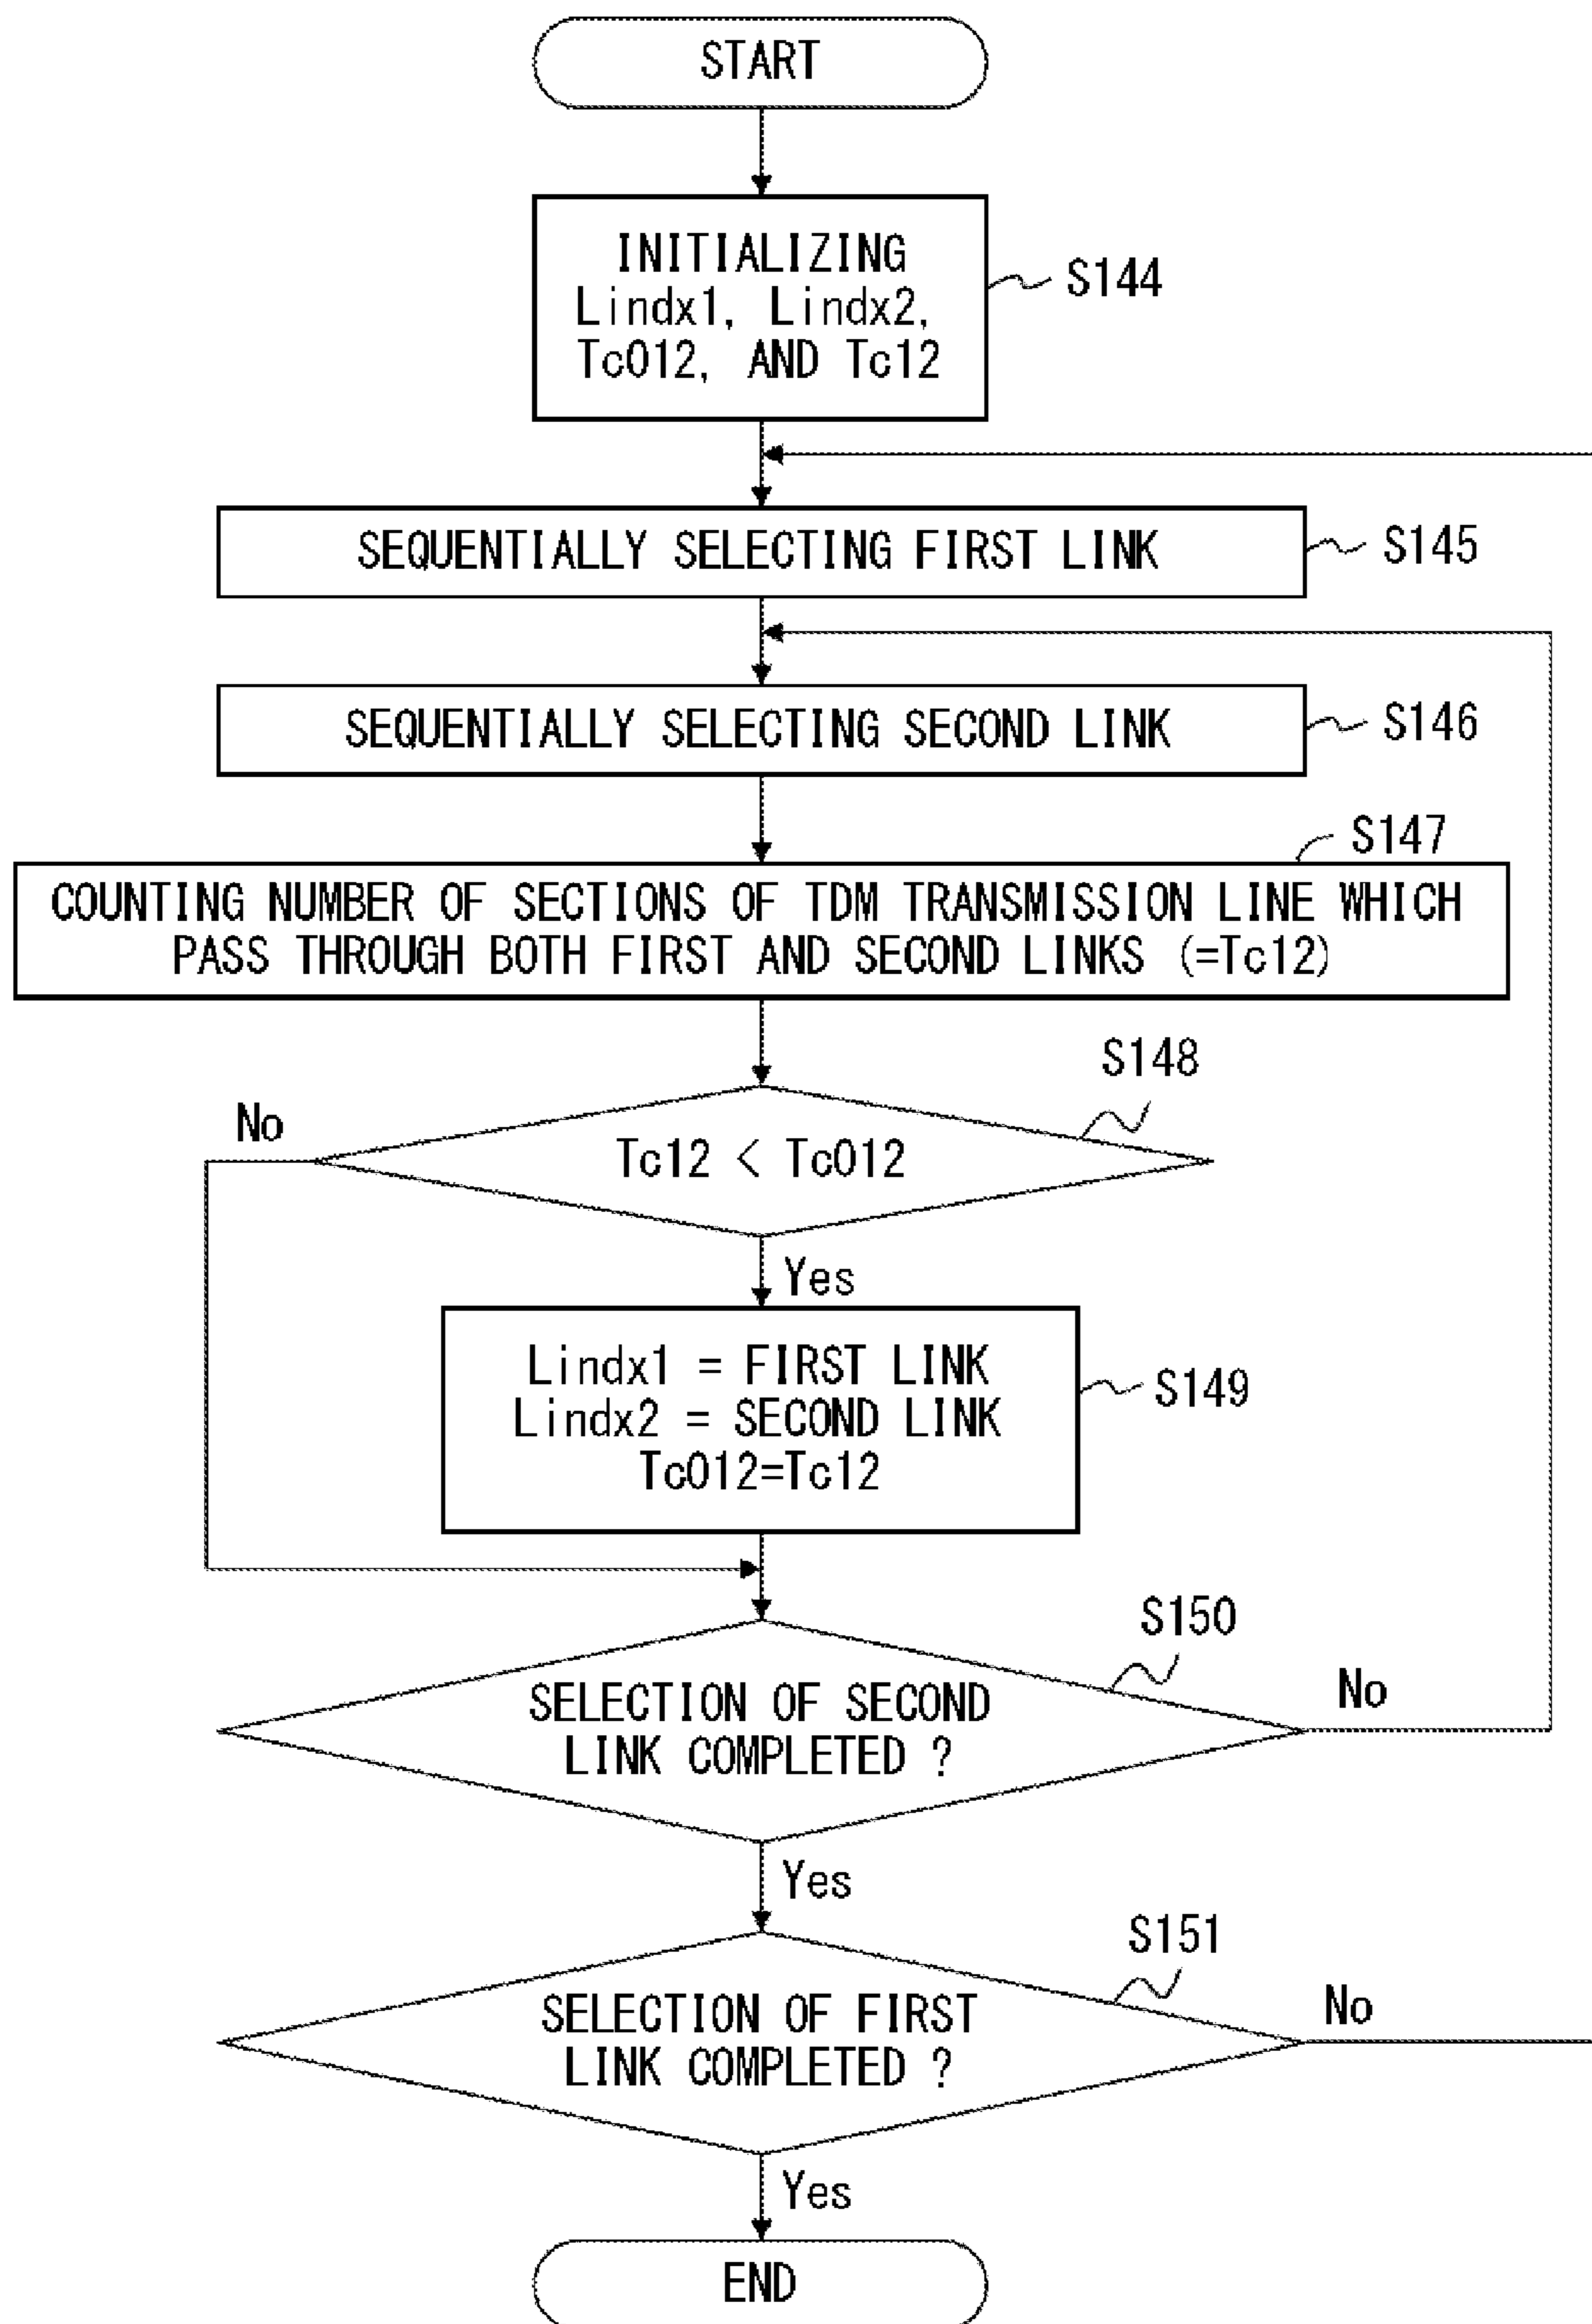 START
INITIALIZING
Lindx1, Lindx2,
Tc012, AND Tc12
S144
SEQUENTIALLY SELECTING FIRST LINK
S145
SEQUENTIALLY SELECTING SECOND LINK
S146
S147
COUNTING NUMBER OF SECTIONS OF TDM TRANSMISSION LINE WHICH
PASS THROUGH BOTH FIRST AND SECOND LINKS (=Tc12)
S148
No
Tc12 < Tc012
Yes
Lindx1 = FIRST LINK
Lindx2 = SECOND LINK
Tc012=Tc12
S149
S150
SELECTION OF SECOND
LINK COMPLETED ?
No
Yes
S151
SELECTION OF FIRST
LINK COMPLETED ?
No
Yes
END